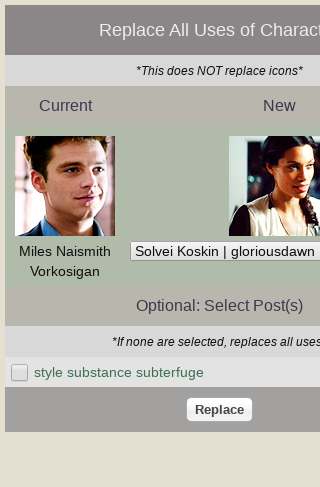 Replace All Uses of Charact
*This does NOT replace icons*
Current
New
Miles Naismith
Vorkosigan
Solvei Koskin | gloriousdawn
Optional: Select Post(s)
*If none are selected, replaces all uses
style substance subterfuge
Replace